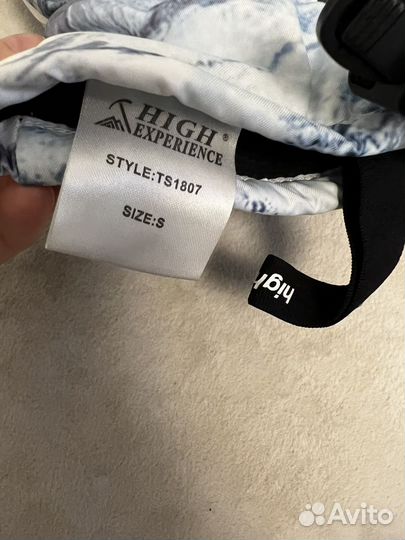 HIGH®
EXPERIENCE
STYLE:TS1807
SIZE:S
high
Avito